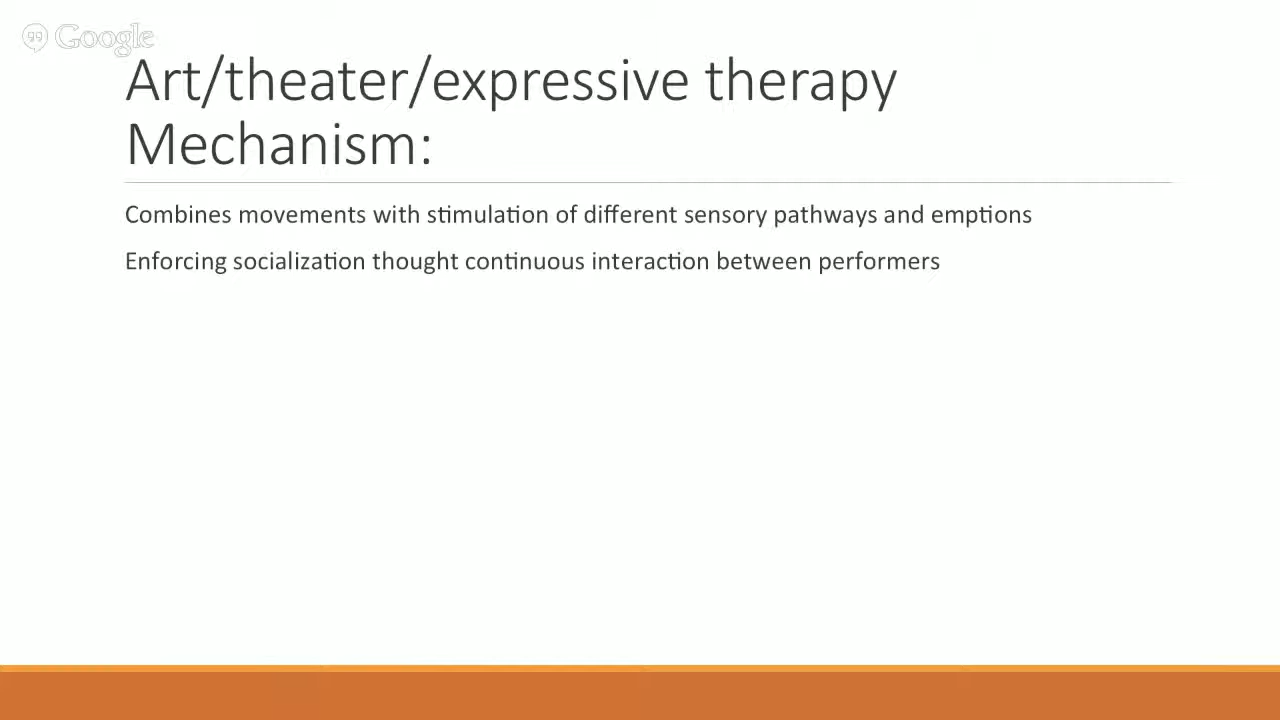 Google
Art/theater/expressive therapy
Mechanism:
Combines movements with stimulation of different sensory pathways and emptions
Enforcing socialization thought continuous interaction between performers